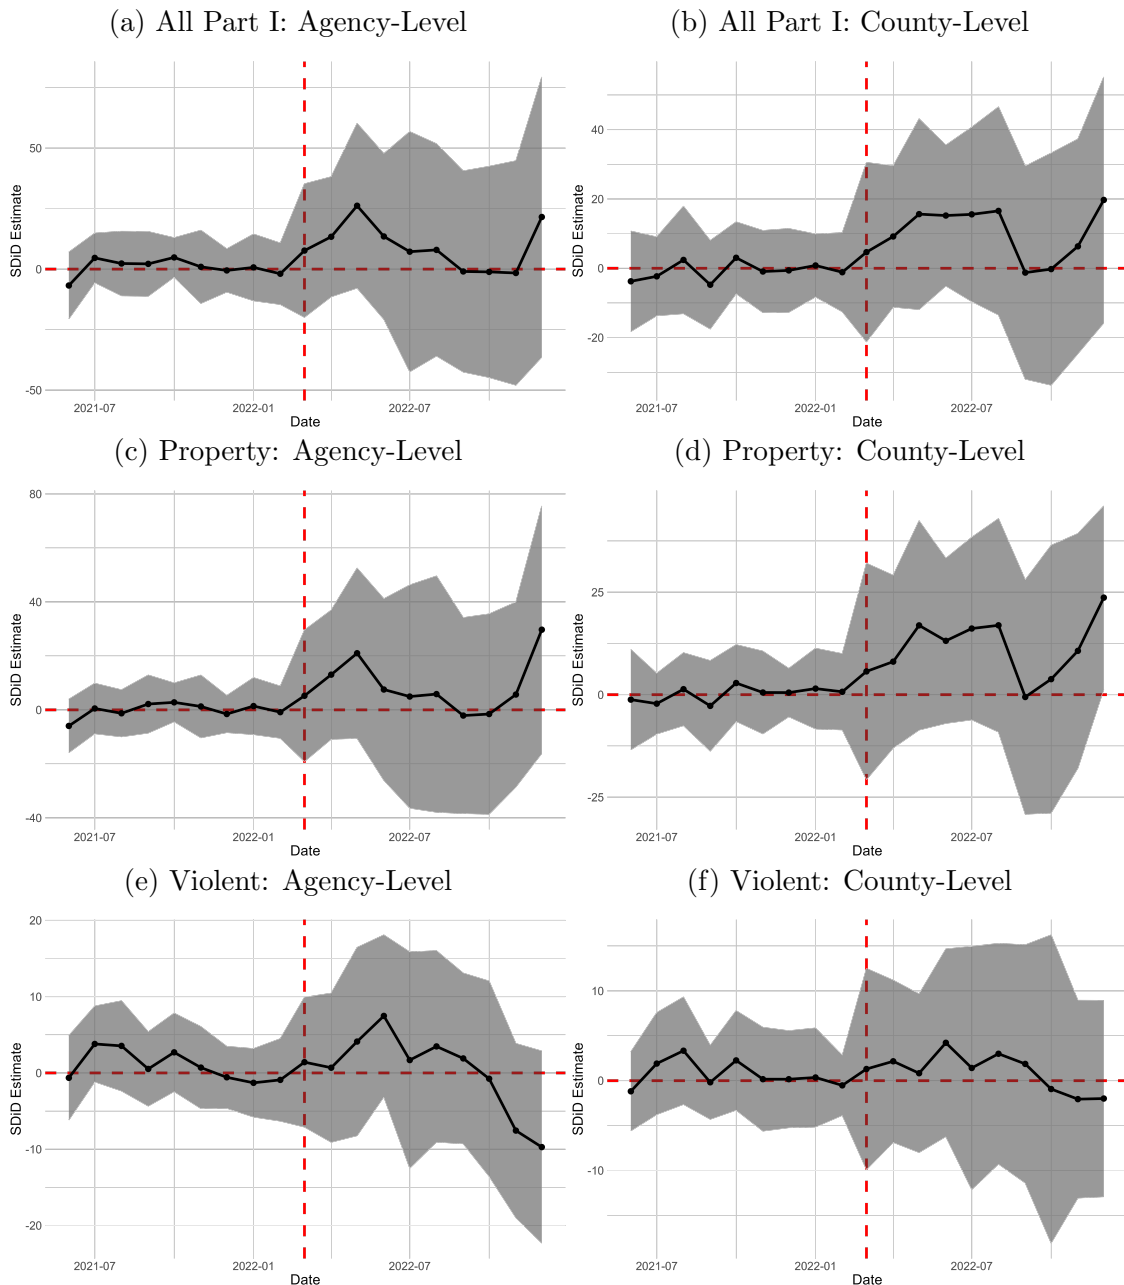 (a) All Part I: Agency-Level
(b) All Part I: County-Level
50
0
-50
SDiD Estimate
2021-07 2022-01 2022-07
Date
40
20
0
-20
SDiD Estimate
2021-07 2022-01 2022-07
Date
(c) Property: Agency-Level
(d) Property: County-Level
80
40
0
-40
SDiD Estimate
2021-07 2022-01 2022-07
Date
25
0
-25
SDiD Estimate
2021-07 2022-01 2022-07
Date
(e) Violent: Agency-Level
(f) Violent: County-Level
20
10
0
-10
-20
SDiD Estimate
2021-07 2022-01 2022-07
Date
10
0
-10
SDiD Estimate
2021-07 2022-01 2022-07
Date